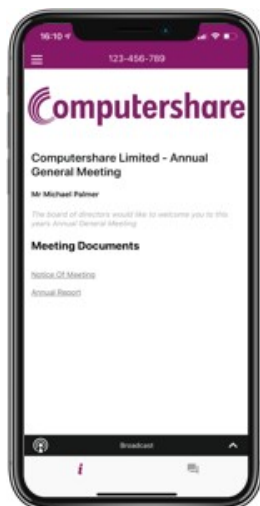 16:10
123-456-789
Computershare
Computershare Limited - Annual
General Meeting
Mr Michael Palmer
The board of directors would like to welcome you to this
years Annual General Meeting
Meeting Documents
Notice Of Meeting
Annual Report
Broadcast
i